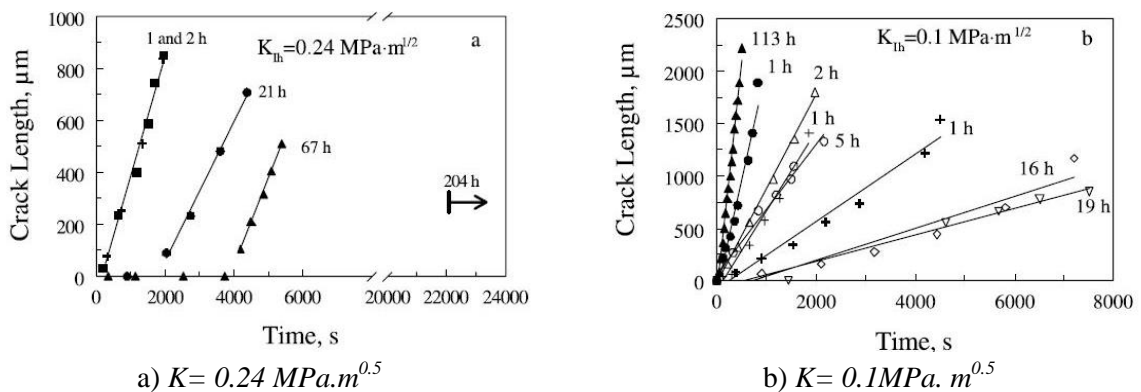 1000
800
600
400
200
0
0 2000 4000 6000 20000 22000 24000
Crack Length, µm
Time, s
1 and 2 h
K_Ih=0.24 MPa·m^1/2
a
21 h
67 h
204 h
2500
2000
1500
1000
500
0
0 2000 4000 6000 8000
Crack Length, µm
Time, s
113 h
K_Ih=0.1 MPa·m^1/2
b
1 h
2 h
1 h
5 h
1 h
16 h
19 h
a) K= 0.24 MPa.m^0.5
b) K= 0.1MPa. m^0.5